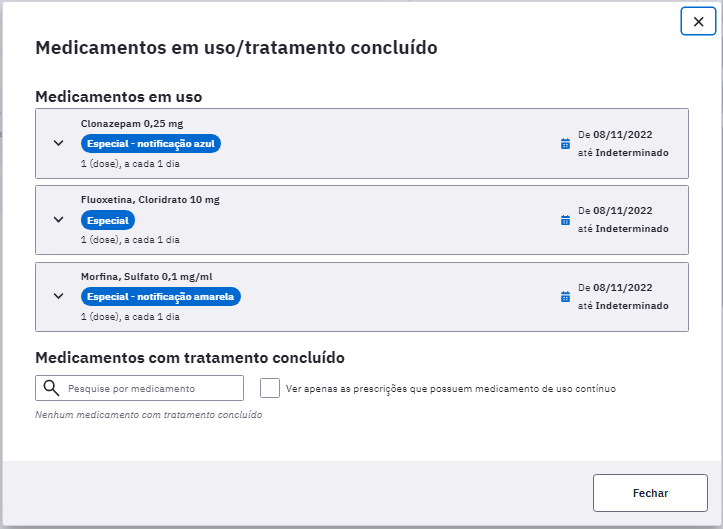 Medicamentos em uso/tratamento concluído
Medicamentos em uso
Clonazepam 0,25 mg
Especial - notificação azul
1 (dose), a cada 1 dia
De 08/11/2022
até Indeterminado
Fluoxetina, Cloridrato 10 mg
Especial
1 (dose), a cada 1 dia
De 08/11/2022
até Indeterminado
Morfina, Sulfato 0,1 mg/ml
Especial - notificação amarela
1 (dose), a cada 1 dia
De 08/11/2022
até Indeterminado
Medicamentos com tratamento concluído
Pesquise por medicamento
Ver apenas as prescrições que possuem medicamento de uso contínuo
Nenhum medicamento com tratamento concluído
Fechar